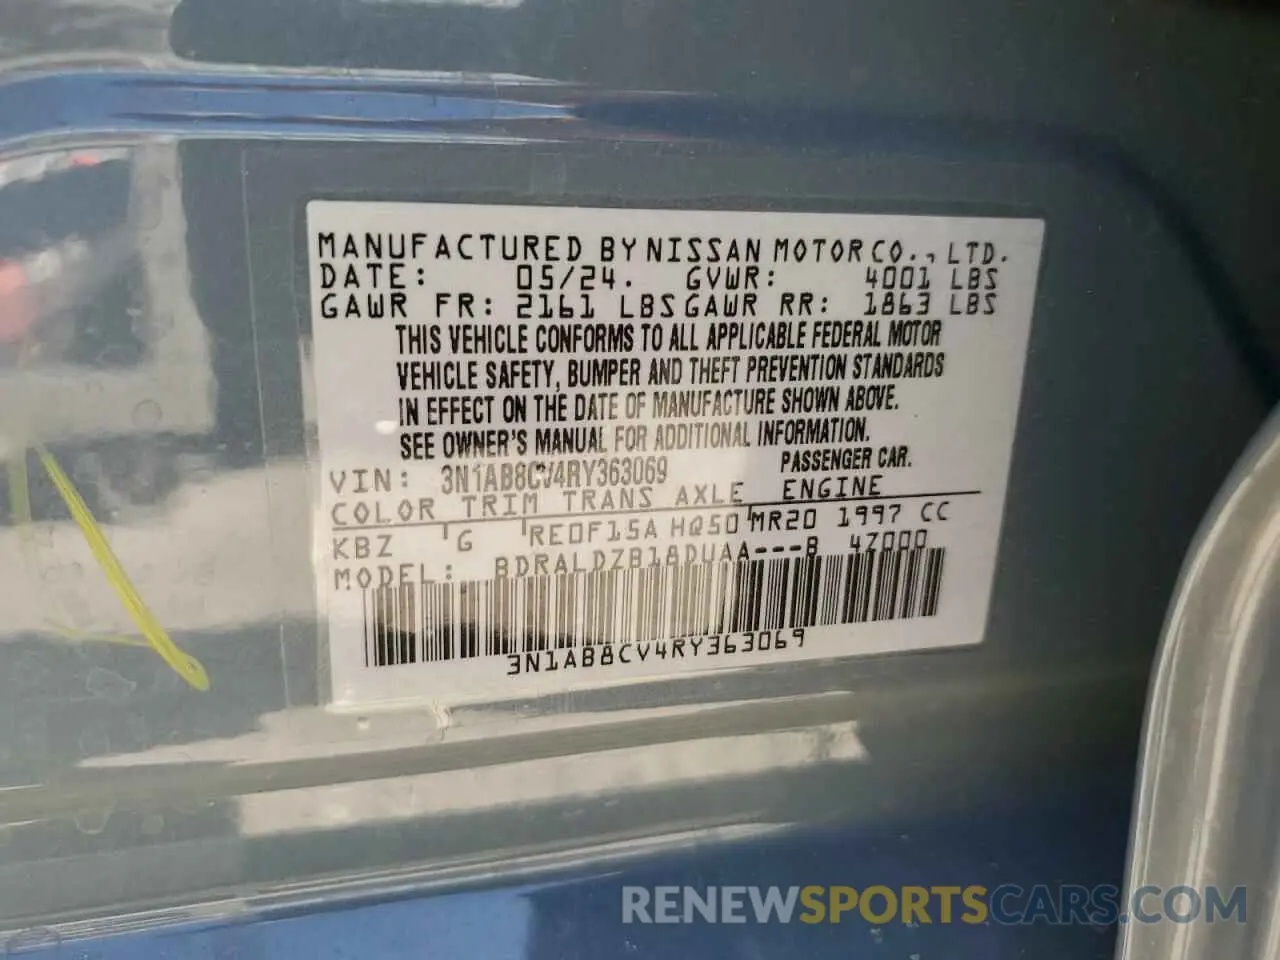 MANUFACTURED BY NISSAN MOTOR CO., LTD.
DATE: 05/24. GVWR: 4001 LBS
GAWR FR: 2161 LBS GAWR RR: 1863 LBS
THIS VEHICLE CONFORMS TO ALL APPLICABLE FEDERAL MOTOR
VEHICLE SAFETY, BUMPER AND THEFT PREVENTION STANDARDS
IN EFFECT ON THE DATE OF MANUFACTURE SHOWN ABOVE.
SEE OWNER'S MANUAL FOR ADDITIONAL INFORMATION.
VIN: 3N1AB8CV4RY363069 PASSENGER CAR.
COLOR TRIM TRANS AXLE ENGINE
KBZ G RE0F15A HQ50 MR20 1997 CC
MODEL: BDRALDZB18DUAA---B 47000
3N1AB8CV4RY363069
RENEWSPORTSCARS.COM